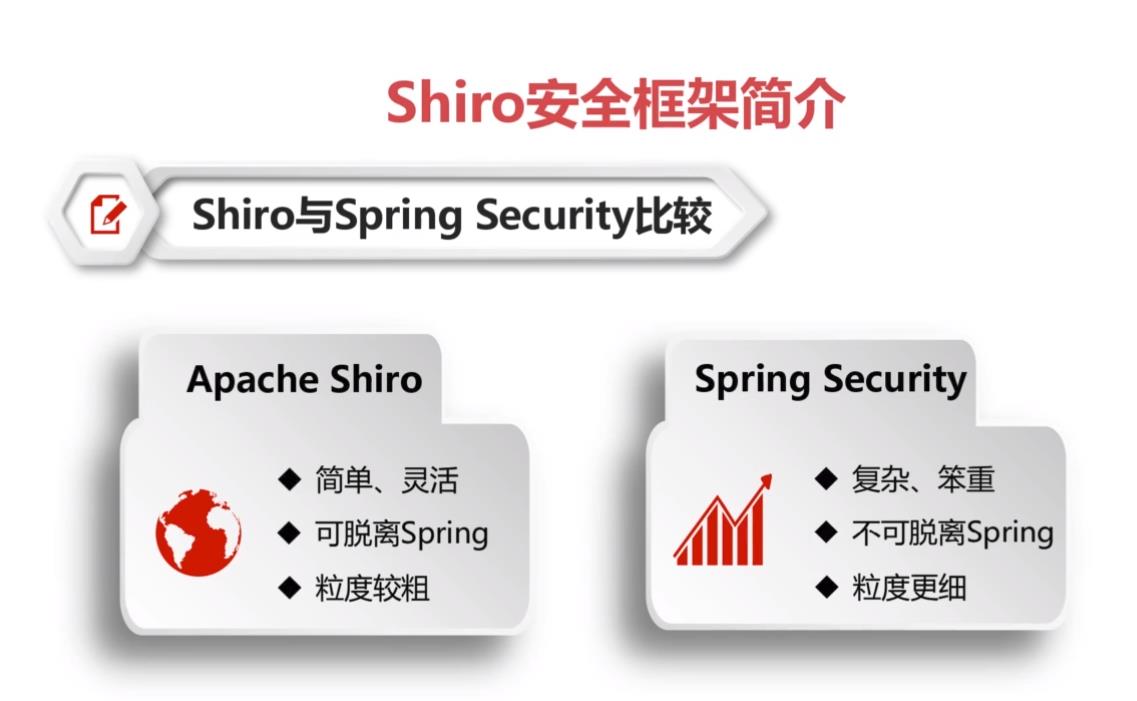 Shiro安全框架简介
Shiro与Spring Security比较
Apache Shiro
简单、灵活
可脱离Spring
粒度较粗
Spring Security
复杂、笨重
不可脱离Spring
粒度更细